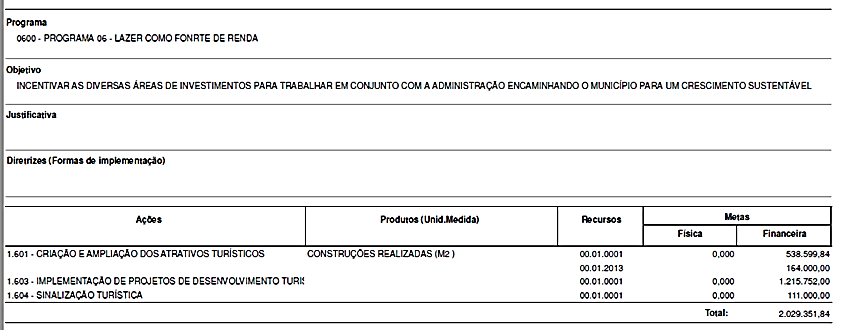 Programa
0600 - PROGRAMA 06 - LAZER COMO FONRTE DE RENDA
Objetivo
INCENTIVAR AS DIVERSAS ÁREAS DE INVESTIMENTOS PARA TRABALHAR EM CONJUNTO COM A ADMINISTRAÇÃO ENCAMINHANDO O MUNICÍPIO PARA UM CRESCIMENTO SUSTENTÁVEL
Justificativa
Diretrizes (Formas de implementação)
Ações Produtos (Unid.Medida) Recursos Metas
Física Financeira
1.601 - CRIAÇÃO E AMPLIAÇÃO DOS ATRATIVOS TURÍSTICOS CONSTRUÇÕES REALIZADAS (M2 ) 00.01.0001 0,000 538.599,84
00.01.2013 164.000,00
1.603 - IMPLEMENTAÇÃO DE PROJETOS DE DESENVOLVIMENTO TURIS 00.01.0001 0,000 1.215.752,00
1.604 - SINALIZAÇÃO TURÍSTICA 00.01.0001 0,000 111.000,00
Total: 2.029.351,84